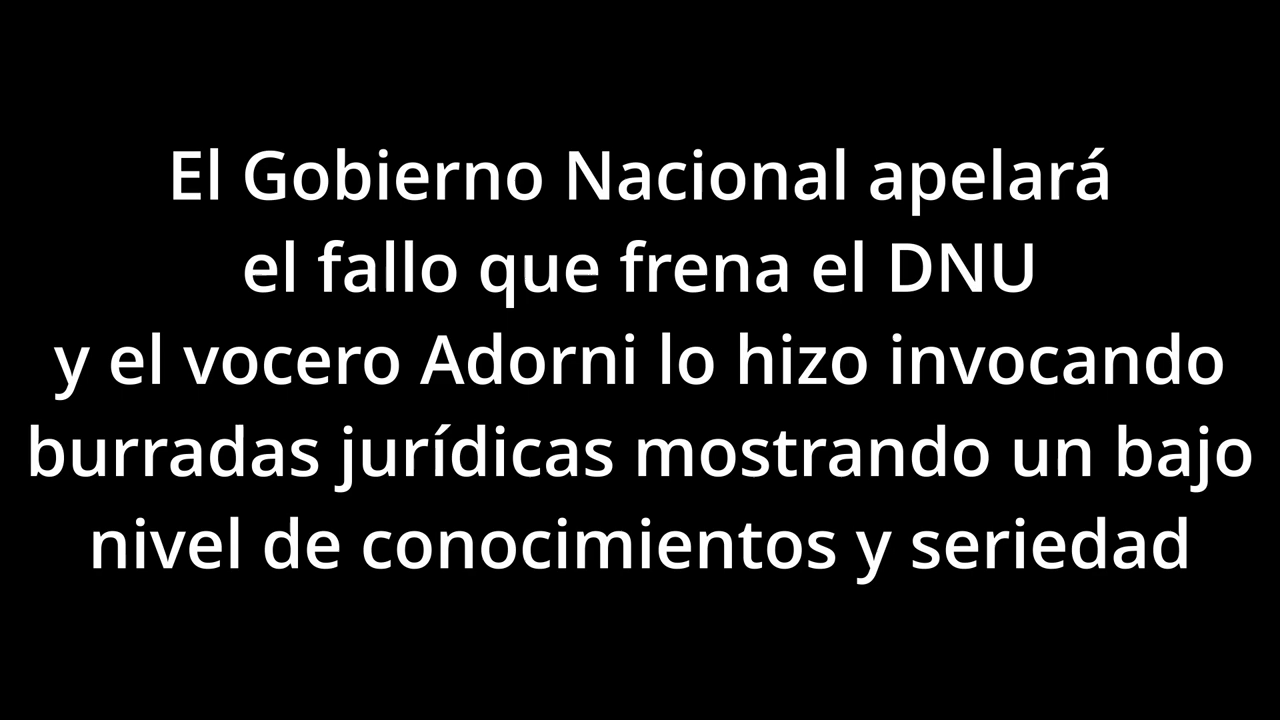 El Gobierno Nacional apelará
el fallo que frena el DNU
y el vocero Adorni lo hizo invocando
burradas jurídicas mostrando un bajo
nivel de conocimientos y seriedad